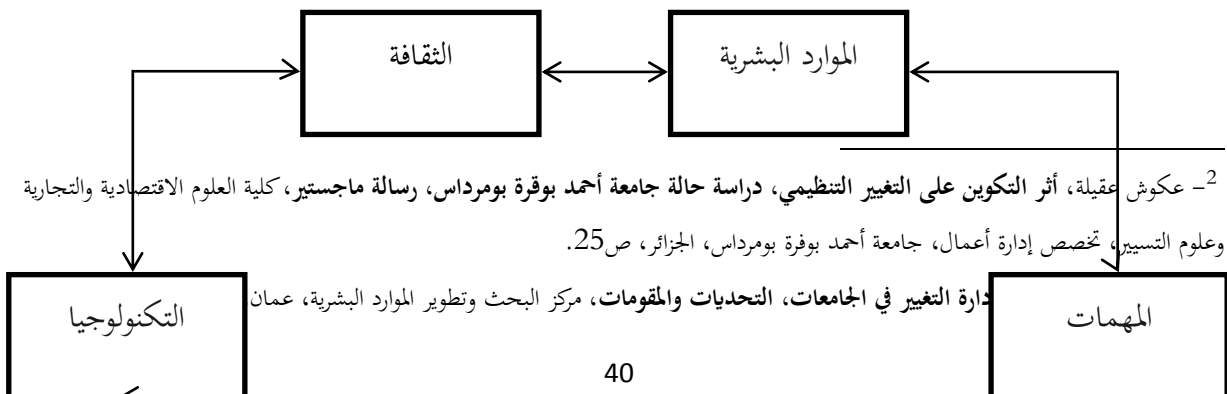 الموارد البشرية
الثقافة
2- عكوش عقيلة، أثر التكوين على التغيير التنظيمي، دراسة حالة جامعة أحمد بوقرة بومرداس، رسالة ماجستير، كلية العلوم الاقتصادية والتجارية
وعلوم التسيير، تخصص إدارة أعمال، جامعة أحمد بوفرة بومرداس، الجزائر، ص25.
دارة التغيير في الجامعات، التحديات والمقومات، مركز البحث وتطوير الموارد البشرية، عمان
المهمات
التكنولوجيا
40